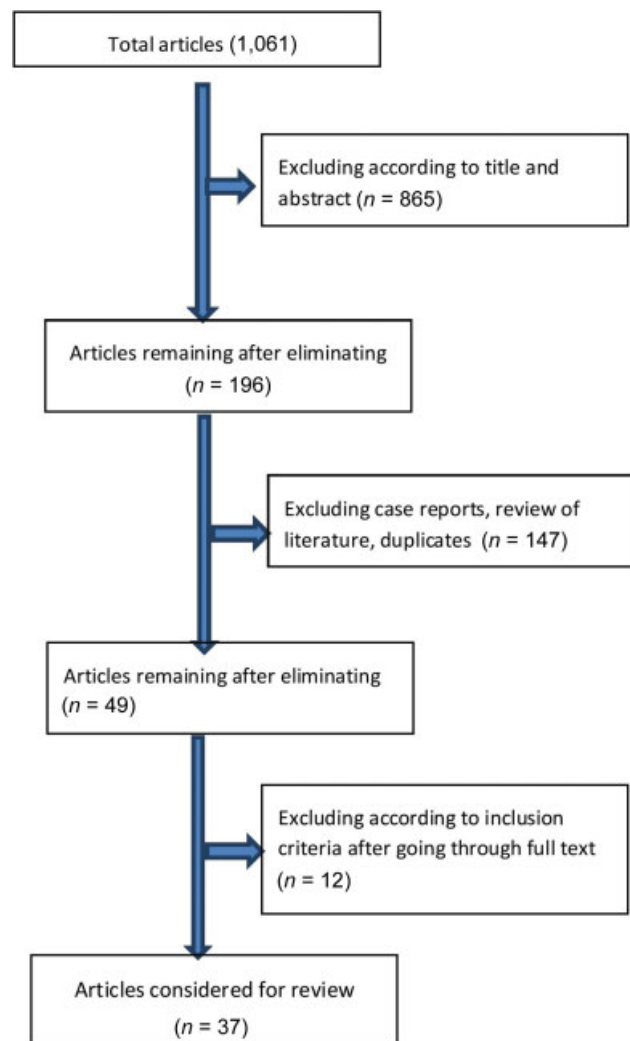 Total articles (1,061)
Excluding according to title and
abstract (n = 865)
Articles remaining after eliminating
(n = 196)
Excluding case reports, review of
literature, duplicates (n = 147)
Articles remaining after eliminating
(n = 49)
Excluding according to inclusion
criteria after going through full text
(n = 12)
Articles considered for review
(n = 37)